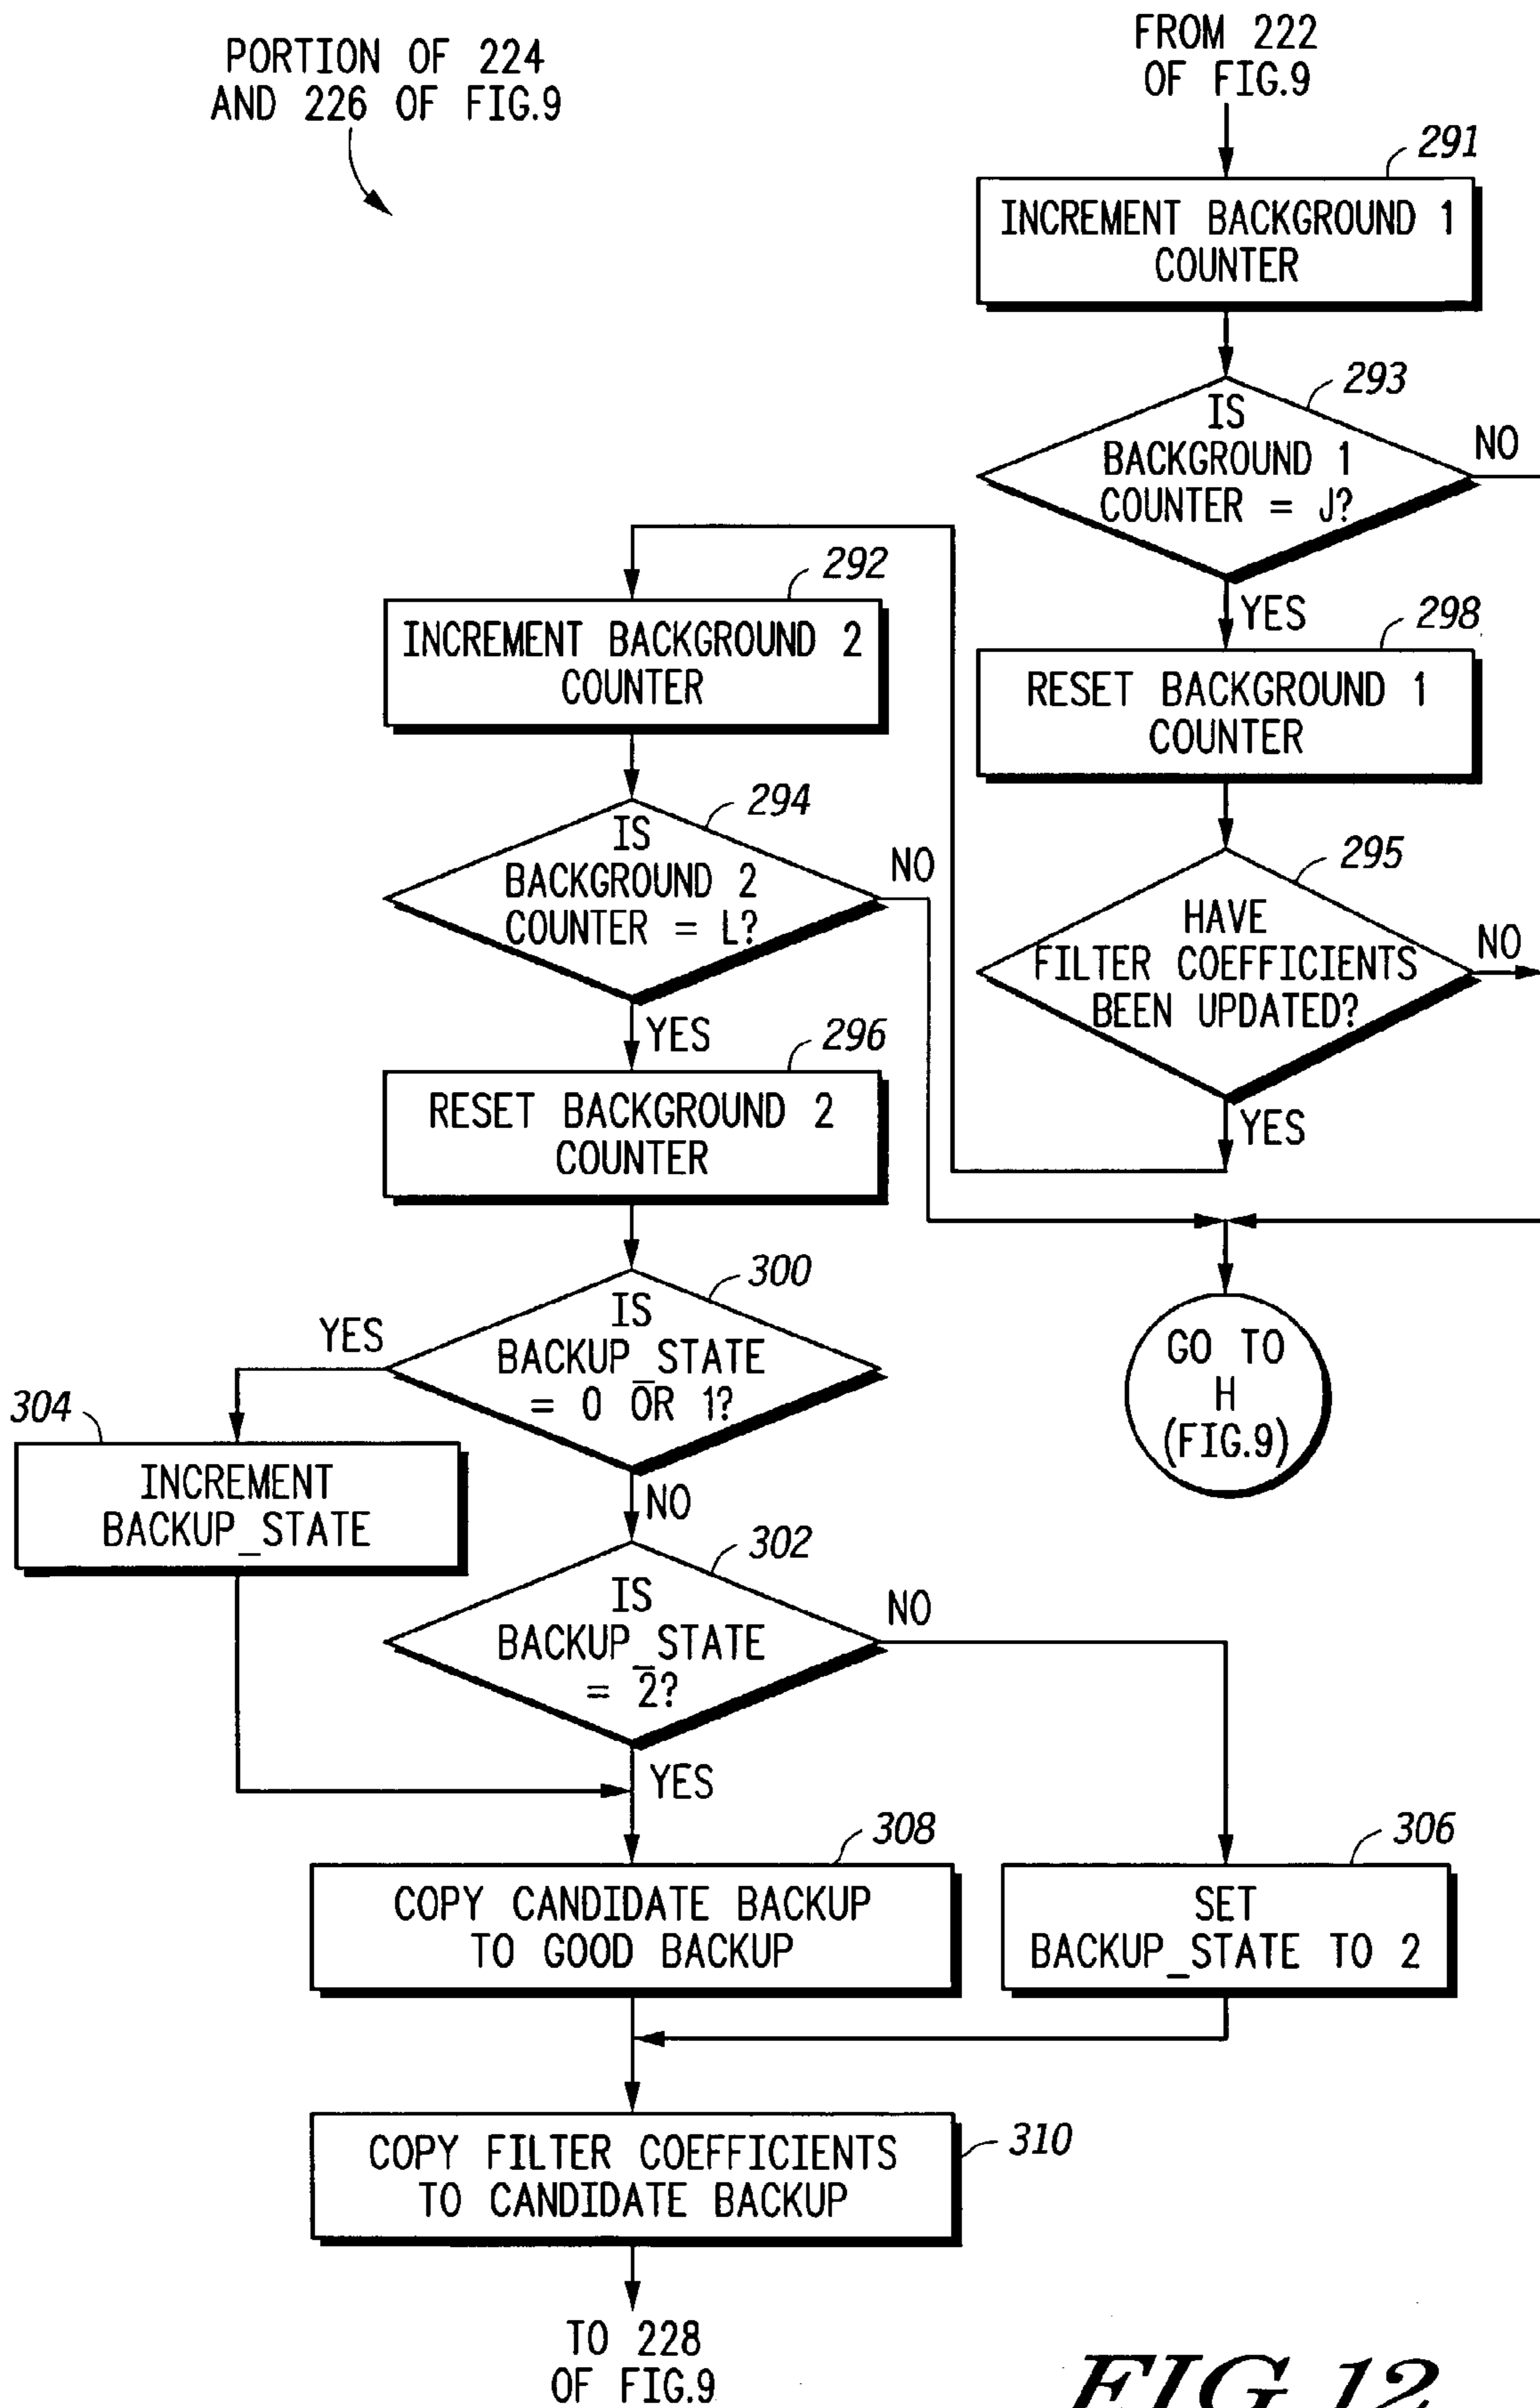 PORTION OF 224
AND 226 OF FIG.9
FROM 222
OF FIG.9
291
INCREMENT BACKGROUND 1
COUNTER
293
IS
BACKGROUND 1
COUNTER = J?
NO
YES
298
RESET BACKGROUND 1
COUNTER
295
HAVE
FILTER COEFFICIENTS
BEEN UPDATED?
NO
YES
292
INCREMENT BACKGROUND 2
COUNTER
294
IS
BACKGROUND 2
COUNTER = L?
NO
YES
296
RESET BACKGROUND 2
COUNTER
GO TO
H
(FIG.9)
300
IS
BACKUP_STATE
= 0 OR 1?
YES
NO
304
INCREMENT
BACKUP_STATE
302
IS
BACKUP_STATE
= 2?
NO
YES
308
COPY CANDIDATE BACKUP
TO GOOD BACKUP
306
SET
BACKUP_STATE TO 2
310
COPY FILTER COEFFICIENTS
TO CANDIDATE BACKUP
TO 228
OF FIG.9
FIG.12